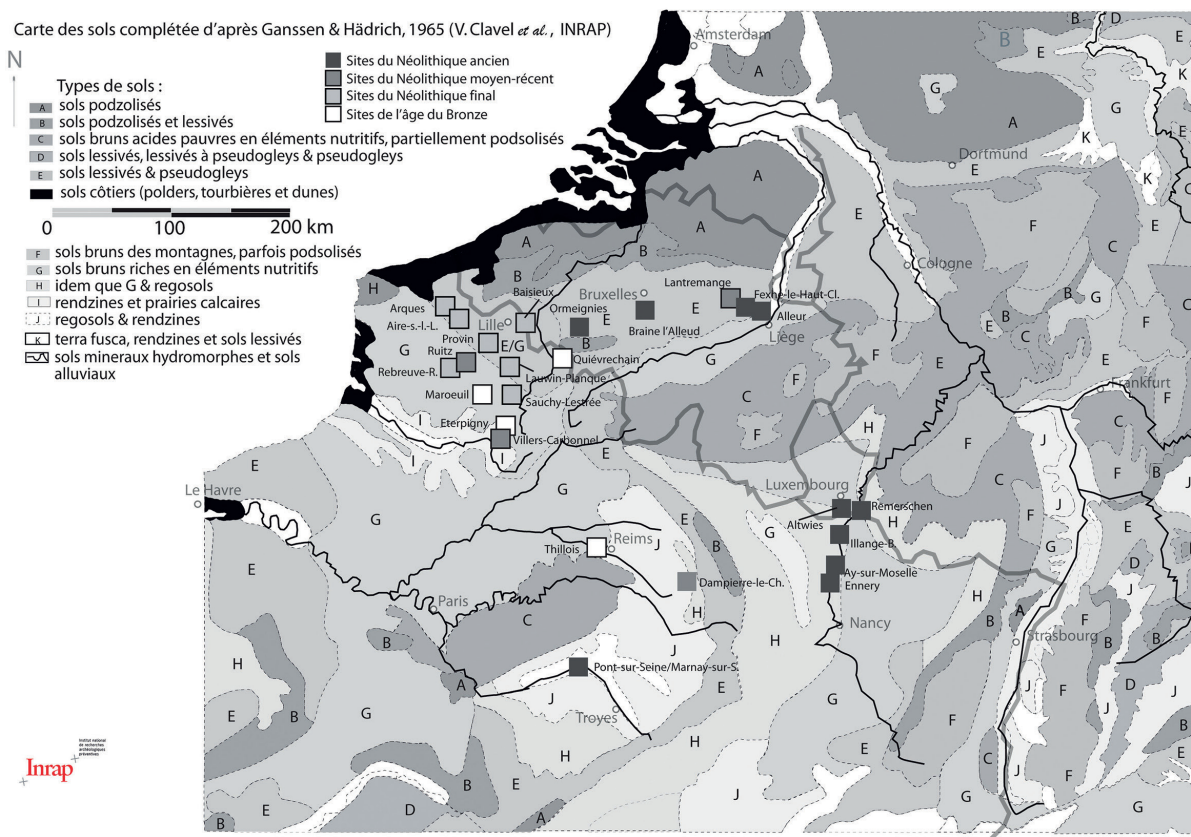 Carte des sols complétée d'après Ganssen & Hädrich, 1965 (V. Clavel et al., INRAP)
N
Types de sols :
A sols podzolisés
B sols podzolisés et lessivés
C sols bruns acides pauvres en éléments nutritifs, partiellement podsolisés
D sols lessivés, lessivés à pseudogleys & pseudogleys
E sols lessivés & pseudogleys
sols côtiers (polders, tourbières et dunes)
0 100 200 km
F sols bruns des montagnes, parfois podsolisés
G sols bruns riches en éléments nutritifs
H idem que G & regosols
I rendzines et prairies calcaires
J regosols & rendzines
K terra fusca, rendzines et sols lessivés
sols mineraux hydromorphes et sols
alluviaux
Sites du Néolithique ancien
Sites du Néolithique moyen-récent
Sites du Néolithique final
Sites de l'âge du Bronze
Amsterdam
Dortmund
Cologne
Bruxelles
Lantremange
Fexhe-le-Haut-Cl.
Alleur
Liège
Baisieux
Ormeignies
Braine l'Alleud
Arques
Aire-s.-l.-L.
Lille
Provin
E/G
Ruitz
Rebreuve-R.
Quiévrechain
Lauwin-Planque
Maroeuil
Sauchy-Lestrée
Eterpigny
Villers-Carbonnel
Frankfurt
Le Havre
Luxembourg
Altwies
Remerschen
Illange-B.
Ay-sur-Moselle
Ennery
Thillois
Reims
Dampierre-le-Ch.
Paris
Nancy
Strasbourg
Pont-sur-Seine/Marnay-sur-S.
Troyes
Institut national
de recherches
archéologiques
préventives
Inrap